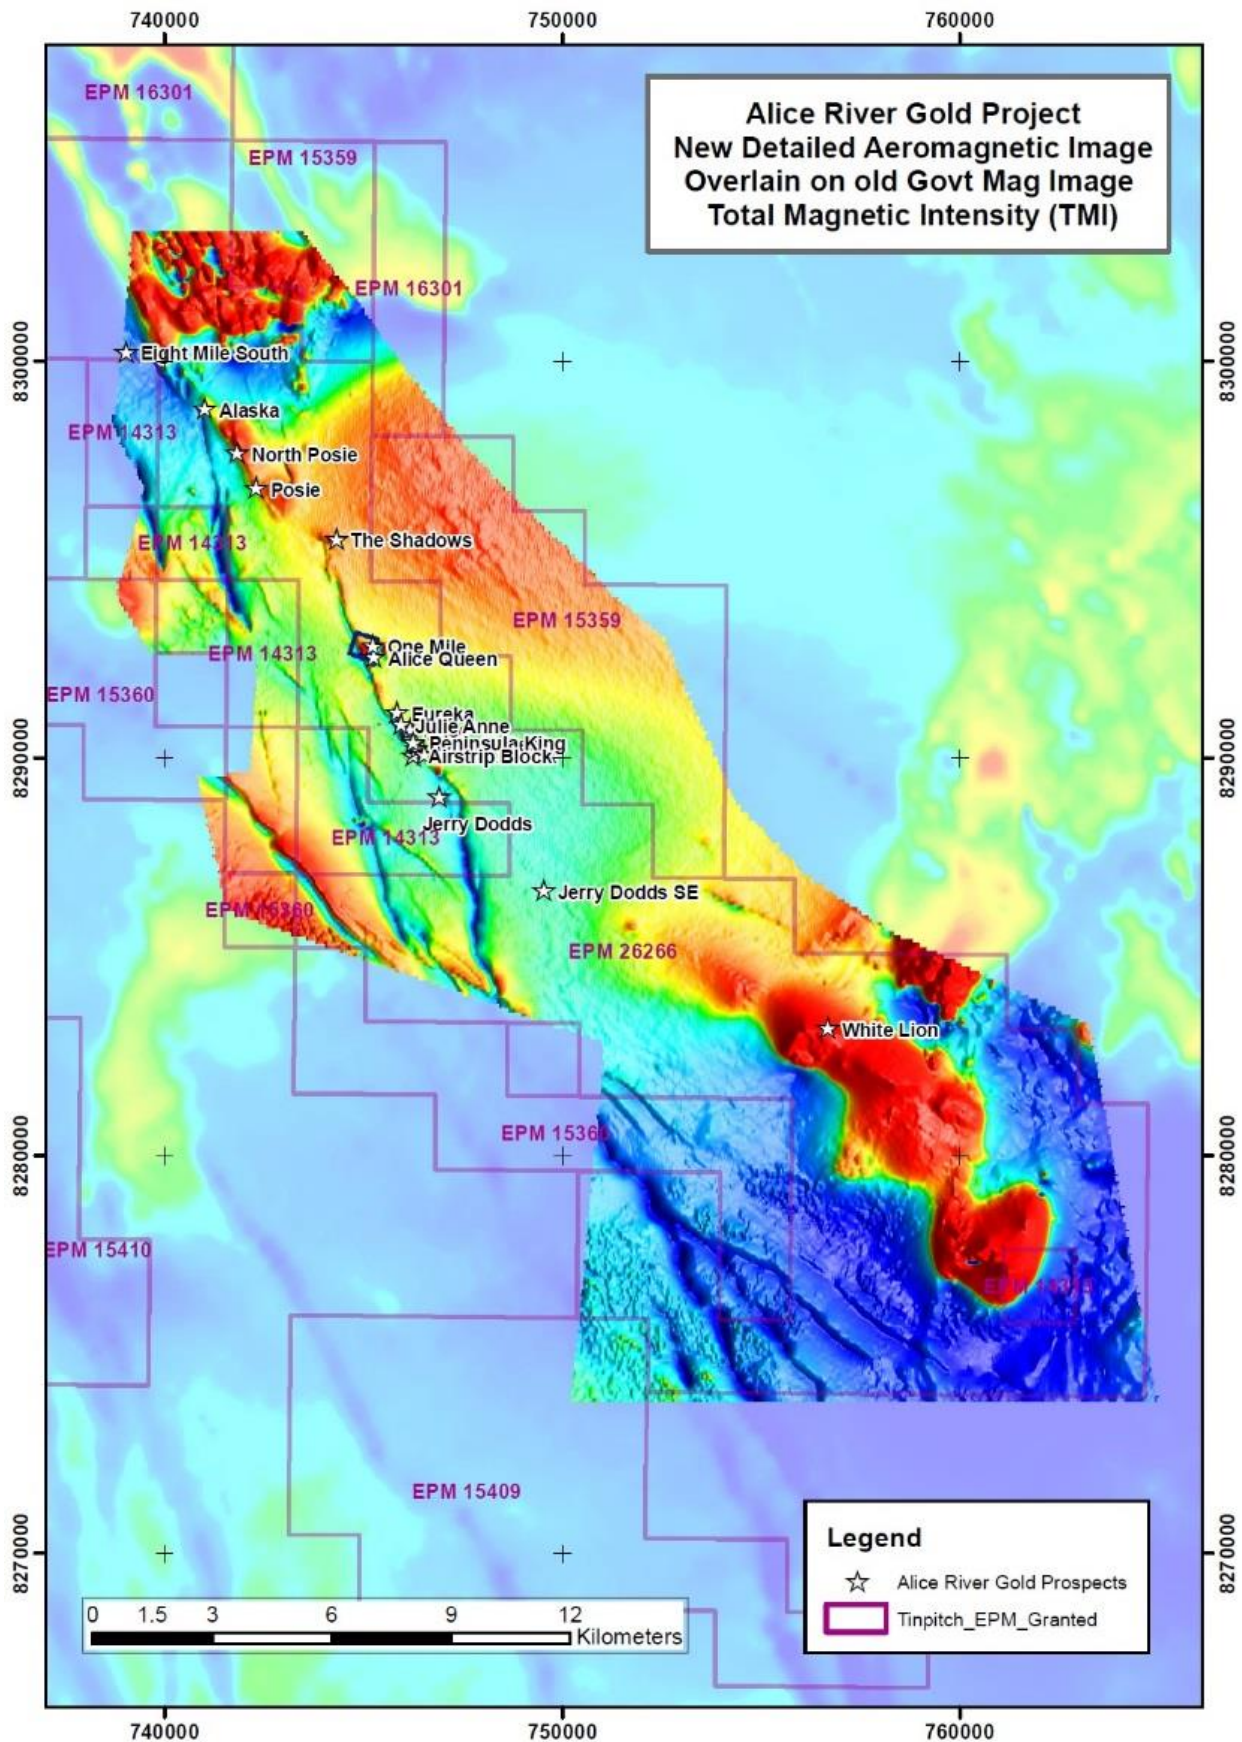 740000
750000
760000
EPM 16301
Alice River Gold Project
New Detailed Aeromagnetic Image
Overlain on old Govt Mag Image
Total Magnetic Intensity (TMI)
EPM 15359
EPM 16301
8300000
8300000
Eight Mile South
Alaska
EPM 14313
North Posie
Posie
The Shadows
EPM 14313
EPM 15359
One Mile
EPM 14313
Alice Queen
EPM 15360
Eureka
Julie Anne
Peninsula King
Airstrip Block
8290000
8290000
Jerry Dodds
EPM 14313
Jerry Dodds SE
EPM 15360
EPM 26266
White Lion
EPM 15360
8280000
8280000
EPM 15410
EPM 15409
Legend
Alice River Gold Prospects
Tinpitch_EPM_Granted
8270000
8270000
0 1.5 3 6 9 12
Kilometers
740000
750000
760000